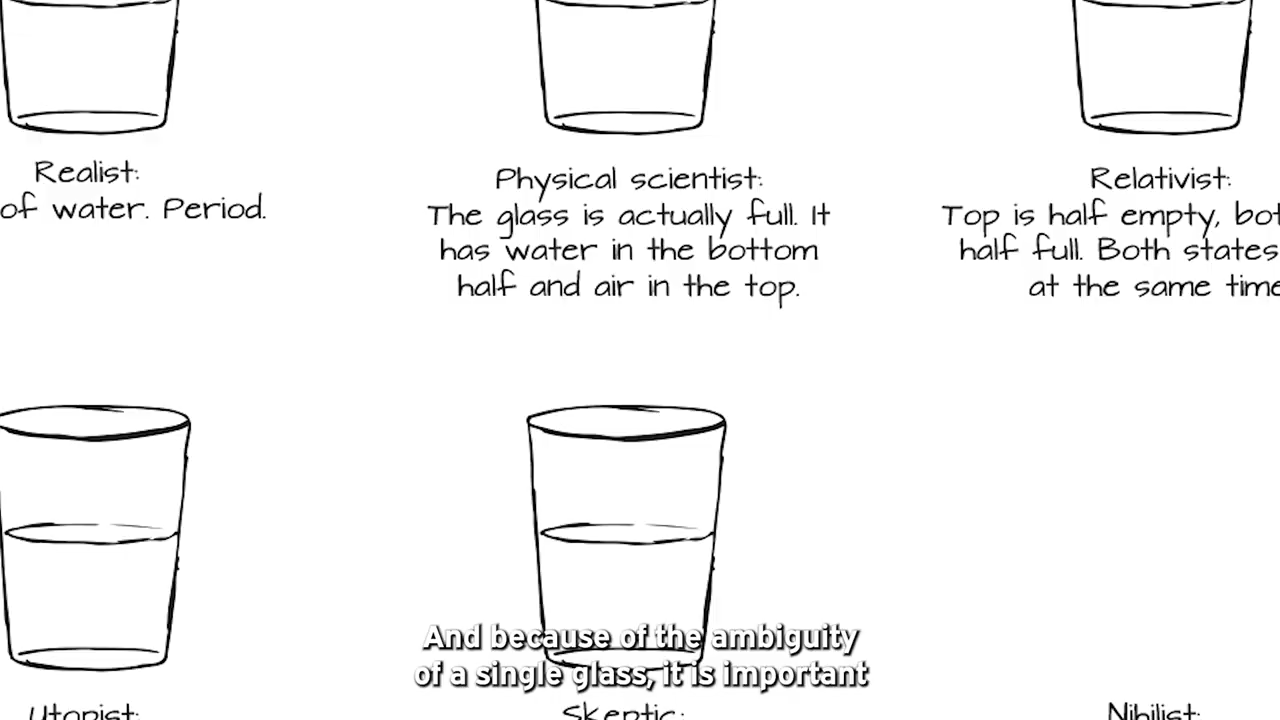 Realist:
of water. Period.
Physical scientist:
The glass is actually full. It
has water in the bottom
half and air in the top.
Relativist:
Top is half empty, bot
half full. Both states
at the same time
And because of the ambiguity
of a single glass, it is important
Utopist:
Skeptic:
Nihilist: